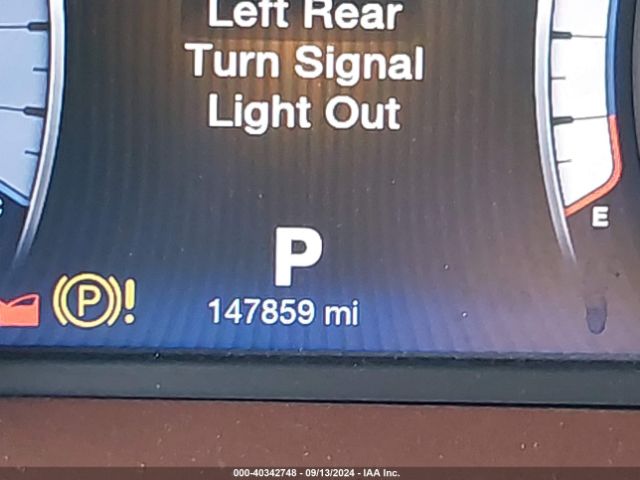 Left Rear
Turn Signal
Light Out
E
P
P !
147859 mi
000-40342748 - 09/13/2024 - IAA Inc.